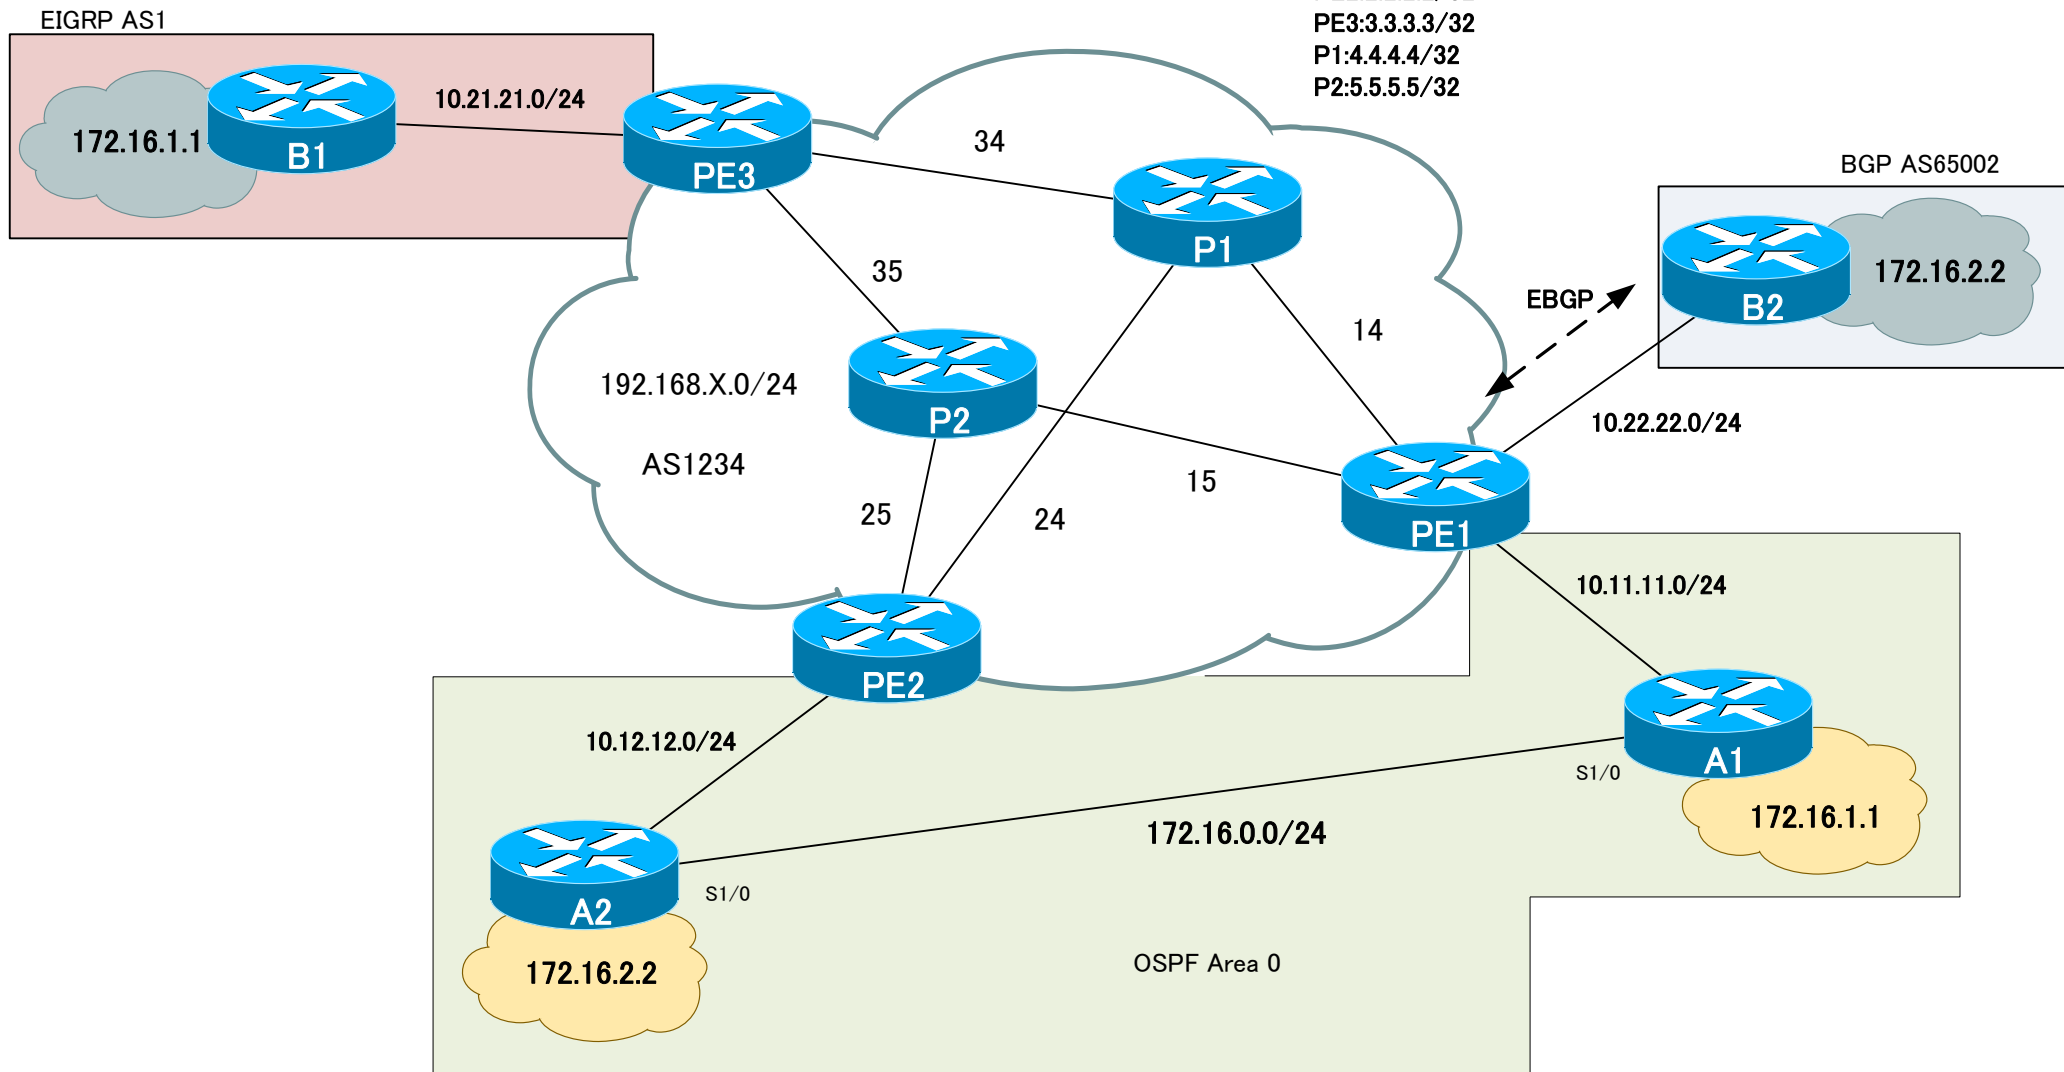 EIGRP AS1
PE3:3.3.3.3/32
P1:4.4.4.4/32
P2:5.5.5.5/32
10.21.21.0/24
172.16.1.1
B1
PE3
34
P1
BGP AS65002
35
14
EBGP
172.16.2.2
B2
192.168.X.0/24
P2
10.22.22.0/24
AS1234
15
25
24
PE1
10.11.11.0/24
PE2
10.12.12.0/24
A1
S1/0
172.16.1.1
172.16.0.0/24
S1/0
A2
172.16.2.2
OSPF Area 0